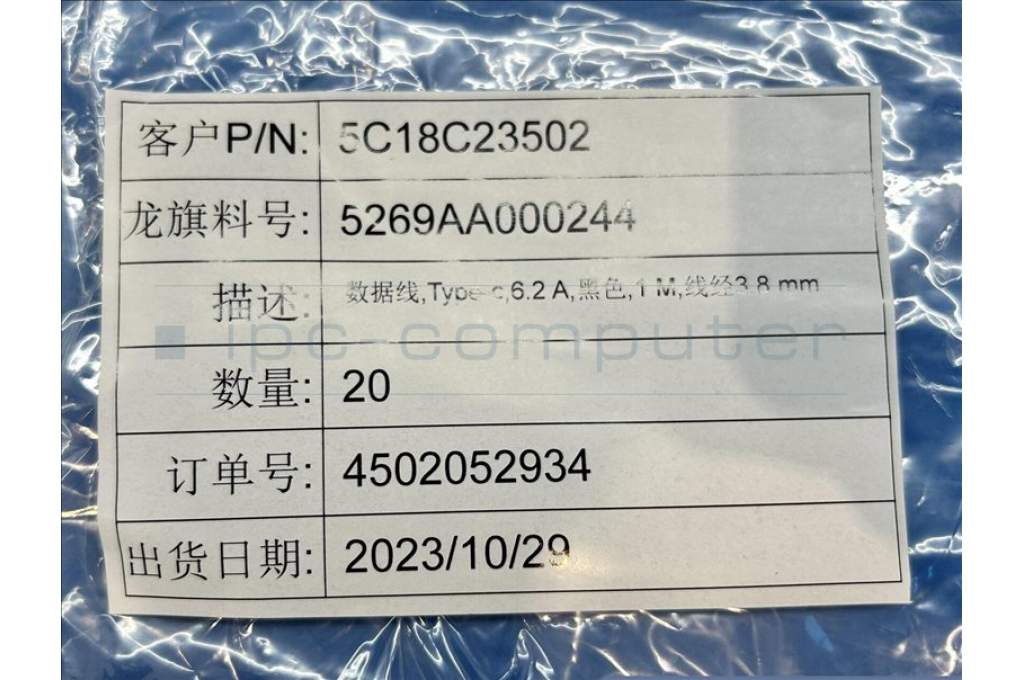 客户P/N: 5C18C23502
龙旗料号: 5269AA000244
描述: 数据线,Type-c,6.2 A,黑色,1 M,线经3.8 mm
ipc-computer
数量: 20
订单号: 4502052934
出货日期: 2023/10/29